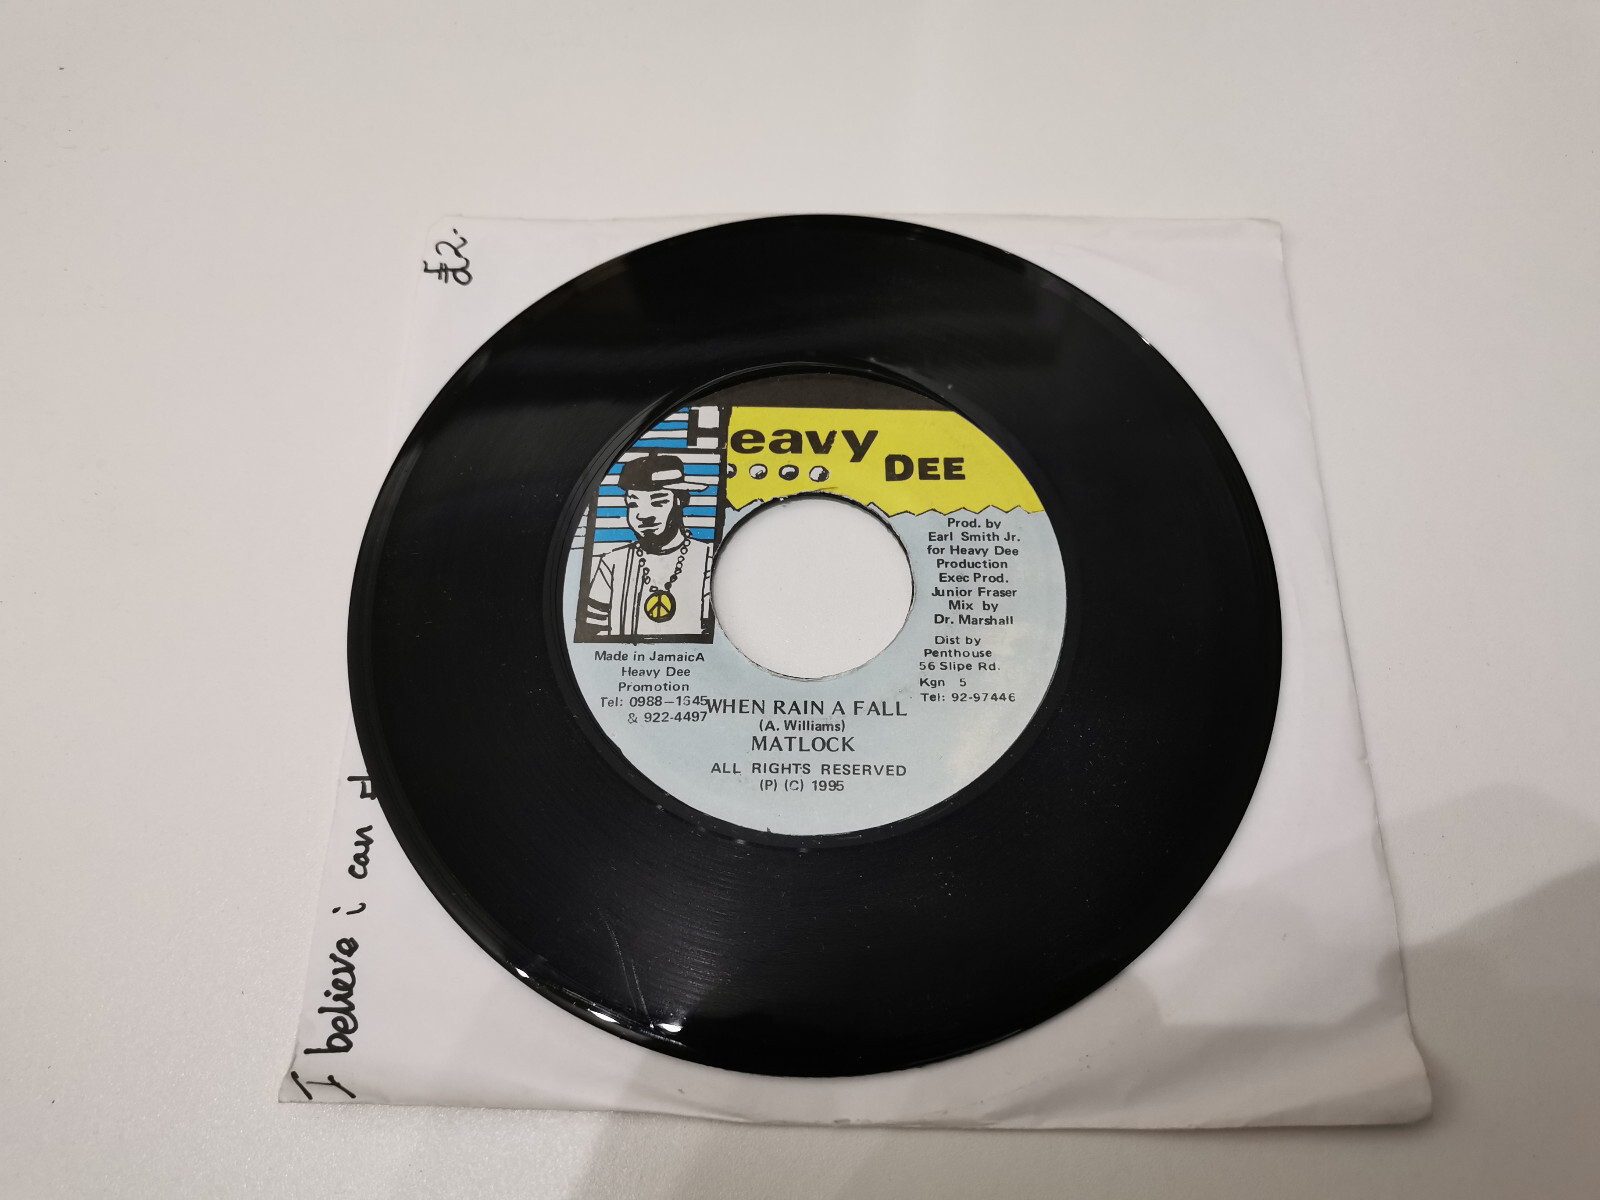 £2.
Heavy
DEE
Prod. by
Earl Smith Jr.
for Heavy Dee
Production
Exec Prod.
Junior Fraser
Mix by
Dr. Marshall
Dist by
Penthouse
56 Slipe Rd.
Kgn 5
Tel: 92-97446
Made in JamaicA
Heavy Dee
Promotion
Tel: 0988-1645
& 922-4497
WHEN RAIN A FALL
(A. Williams)
MATLOCK
ALL RIGHTS RESERVED
(P) (C) 1995
I believe i can